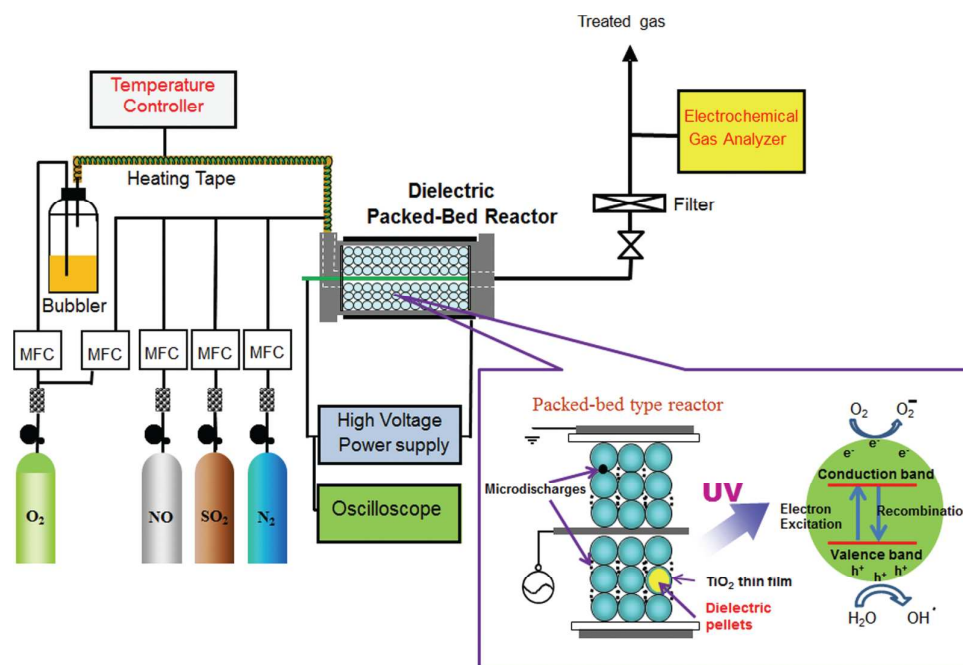 Treated gas
Temperature
Controller
Electrochemical
Gas Analyzer
Heating Tape
Dielectric
Packed-Bed Reactor
Filter
Bubbler
MFC
MFC
MFC
MFC
MFC
High Voltage
Power supply
Oscilloscope
O₂
NO
SO₂
N₂
Packed-bed type reactor
Microdischarges
UV
TiO₂ thin film
Dielectric
pellets
O₂
O₂⁻
e⁻
e⁻
e⁻
Conduction band
Electron
Excitation
Recombination
Valence band
h⁺
h⁺
h⁺
H₂O
OH˙